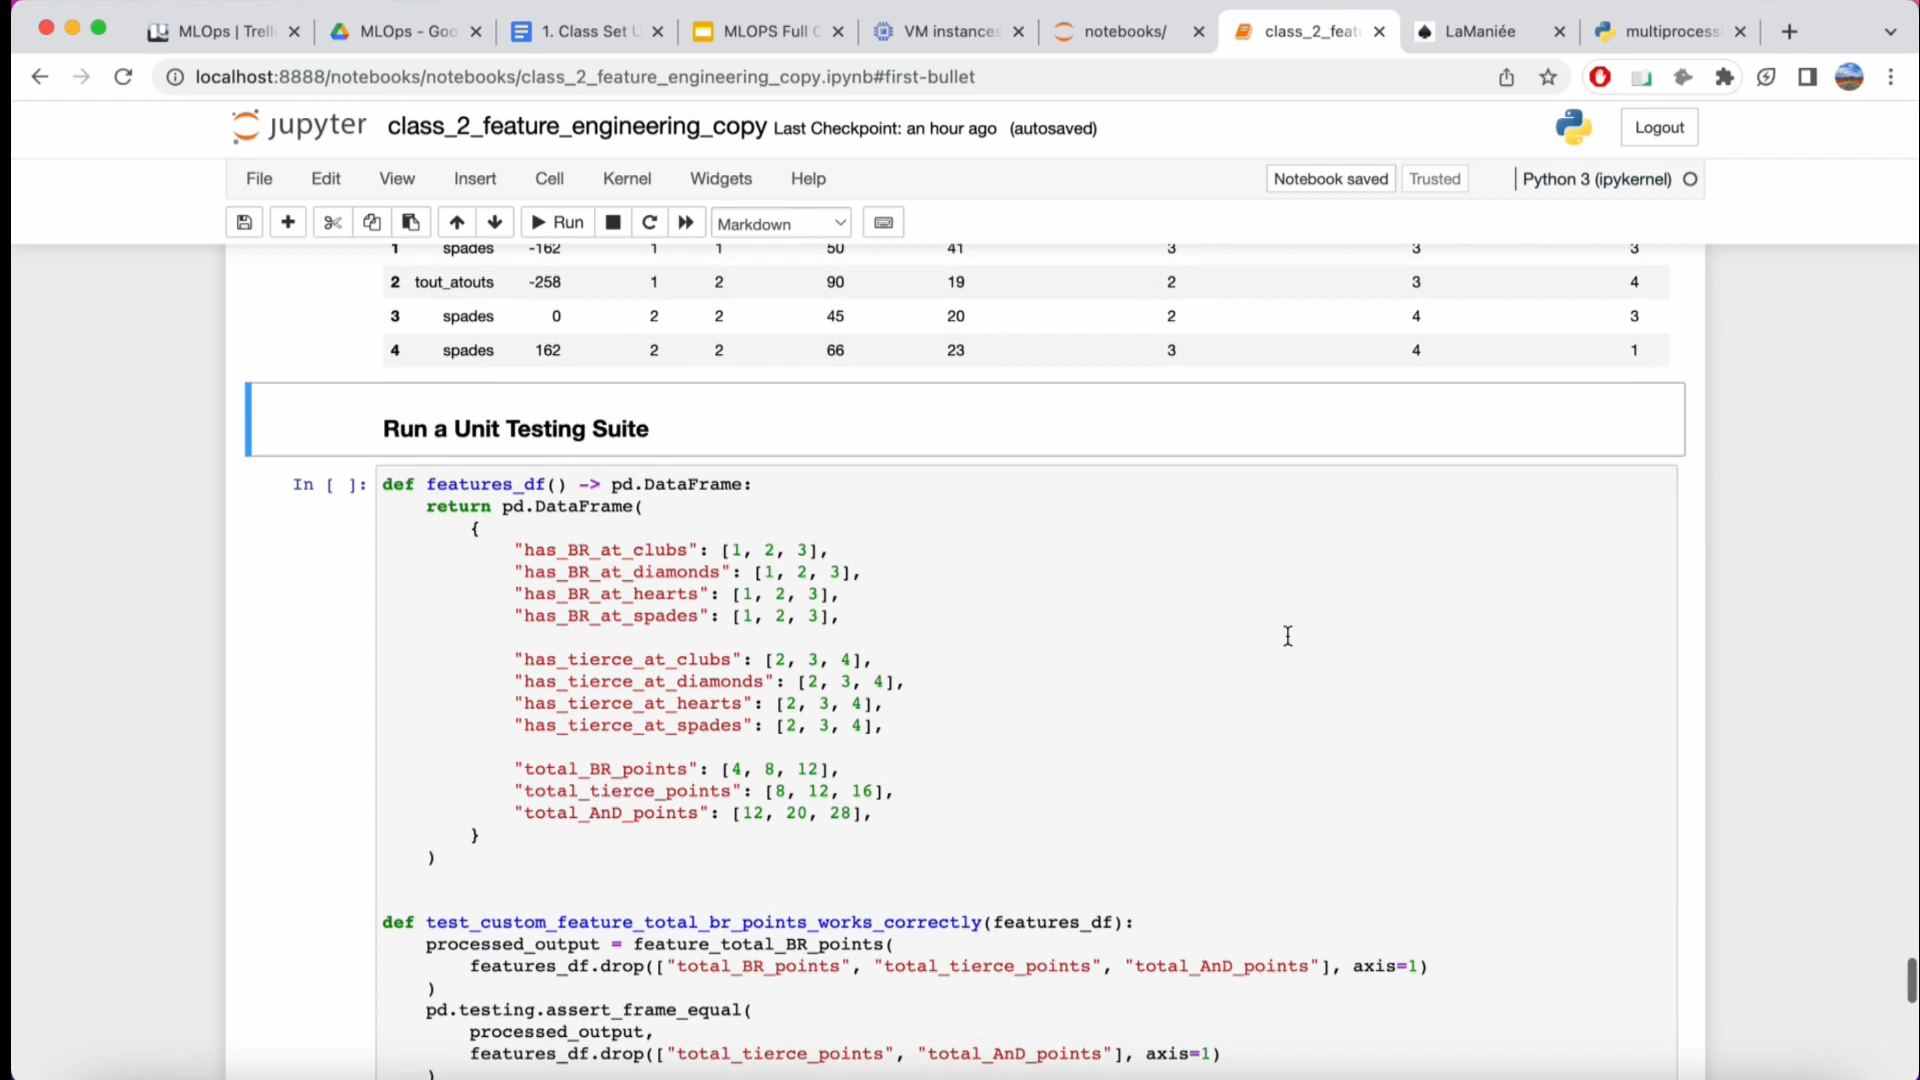 MLOps | Trell
MLOps - Goo
1. Class Set U
MLOPS Full C
VM instances
notebooks/
class_2_feat
LaManiée
multiprocess
localhost:8888/notebooks/notebooks/class_2_feature_engineering_copy.ipynb#first-bullet
jupyter class_2_feature_engineering_copy Last Checkpoint: an hour ago (autosaved)
Logout
File Edit View Insert Cell Kernel Widgets Help
Notebook saved Trusted Python 3 (ipykernel)
Run Markdown
1 spades -162 1 1 50 41 3 3 3
2 tout_atouts -258 1 2 90 19 2 3 4
3 spades 0 2 2 45 20 2 4 3
4 spades 162 2 2 66 23 3 4 1
Run a Unit Testing Suite
In [ ]: def features_df() -> pd.DataFrame:
return pd.DataFrame(
{
"has_BR_at_clubs": [1, 2, 3],
"has_BR_at_diamonds": [1, 2, 3],
"has_BR_at_hearts": [1, 2, 3],
"has_BR_at_spades": [1, 2, 3],
"has_tierce_at_clubs": [2, 3, 4],
"has_tierce_at_diamonds": [2, 3, 4],
"has_tierce_at_hearts": [2, 3, 4],
"has_tierce_at_spades": [2, 3, 4],
"total_BR_points": [4, 8, 12],
"total_tierce_points": [8, 12, 16],
"total_AnD_points": [12, 20, 28],
}
)
def test_custom_feature_total_br_points_works_correctly(features_df):
processed_output = feature_total_BR_points(
features_df.drop(["total_BR_points", "total_tierce_points", "total_AnD_points"], axis=1)
)
pd.testing.assert_frame_equal(
processed_output,
features_df.drop(["total_tierce_points", "total_AnD_points"], axis=1)
)